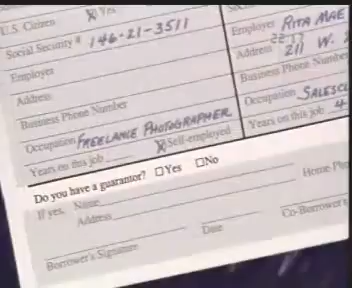 U.S. Citizen Yes
Social Security # 146-21-3511
Employer
Address
Business Phone Number
Occupation FREELANCE PHOTOGRAPHER
Years on this job Self-employed
Employer RITA MAE
2217
Address 211 W.
Business Phone Number
Occupation SALESCL
Years on this job 4
Do you have a guarantor? Yes No
If yes, Name
Address
Home Pho
Borrower's Signature
Date
Co-Borrower's